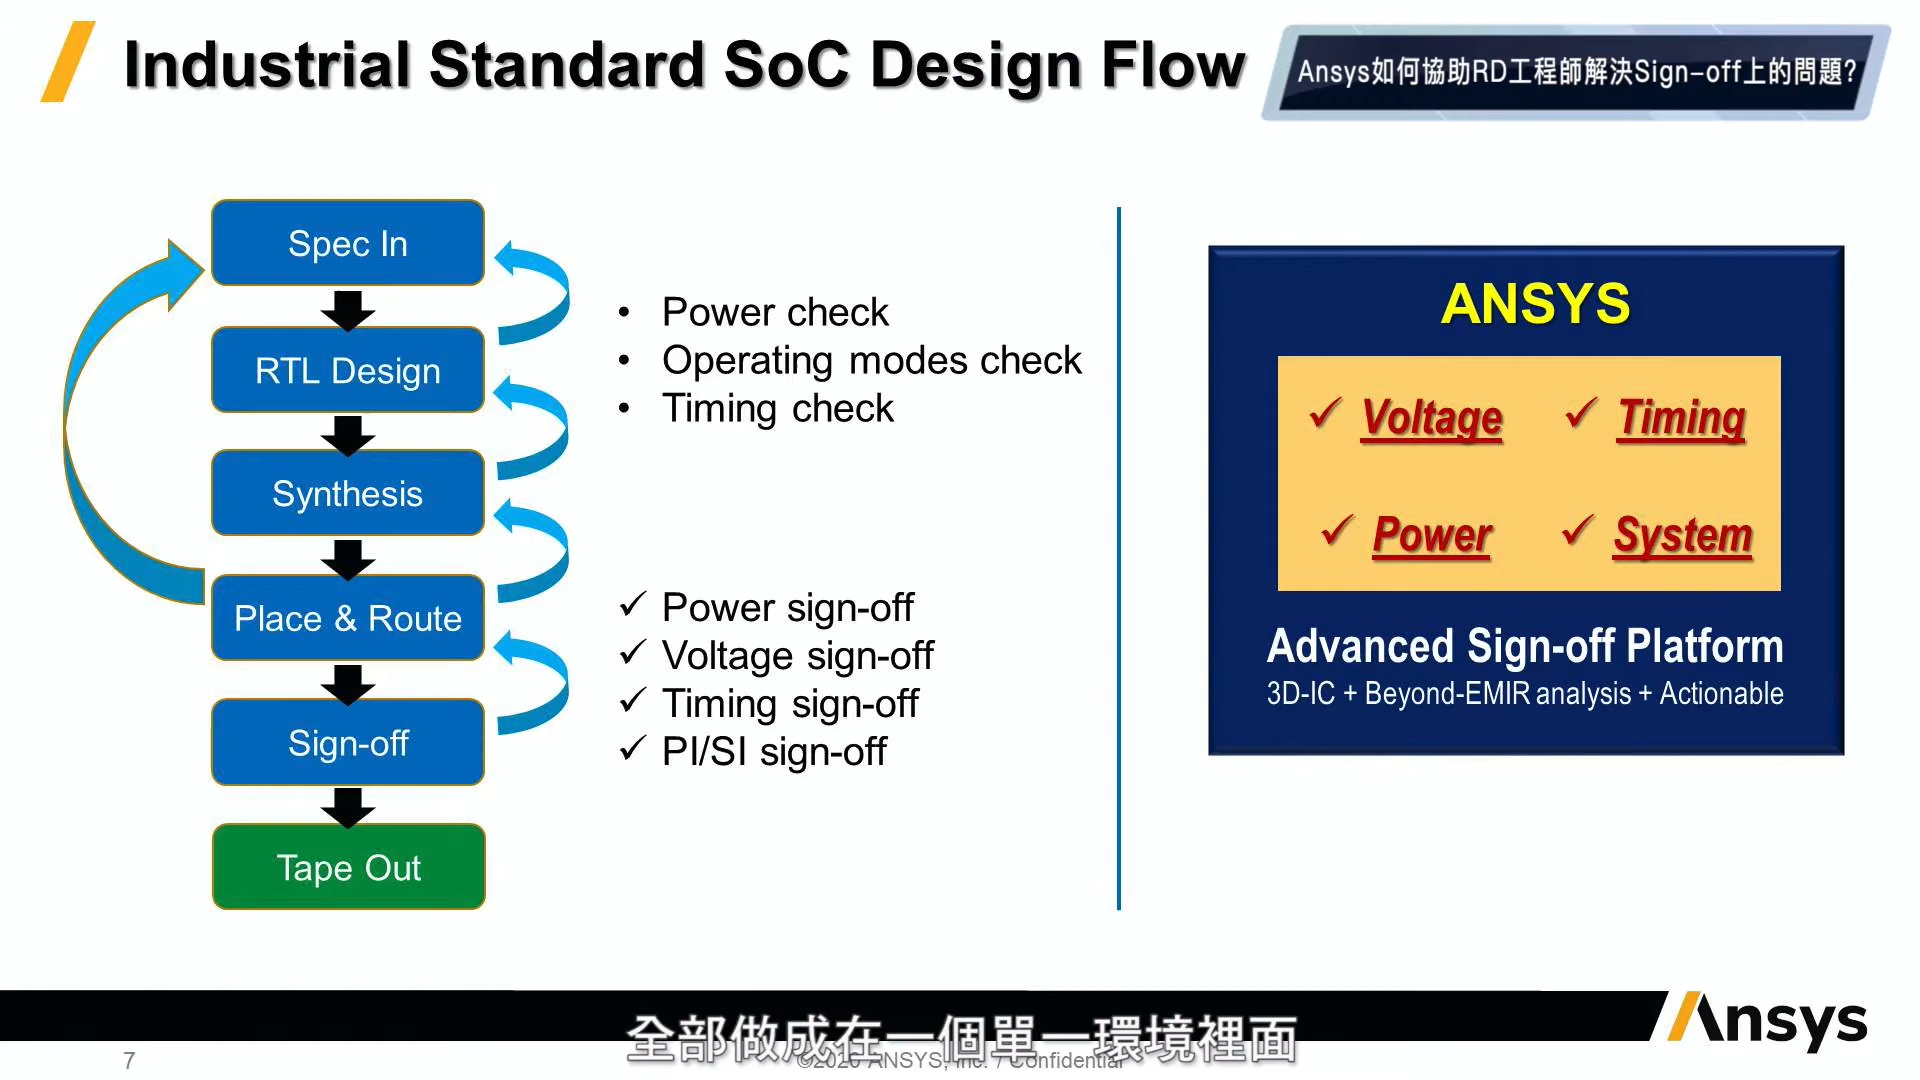 Industrial Standard SoC Design Flow
Ansys如何協助RD工程師解決Sign-off上的問題?
Spec In
RTL Design
Synthesis
Place & Route
Sign-off
Tape Out
• Power check
• Operating modes check
• Timing check
✓ Power sign-off
✓ Voltage sign-off
✓ Timing sign-off
✓ PI/SI sign-off
ANSYS
✓ Voltage ✓ Timing
✓ Power ✓ System
Advanced Sign-off Platform
3D-IC + Beyond-EMIR analysis + Actionable
全部做成在一個單一環境裡面
7
©2020 ANSYS, Inc. / Confidential
Ansys